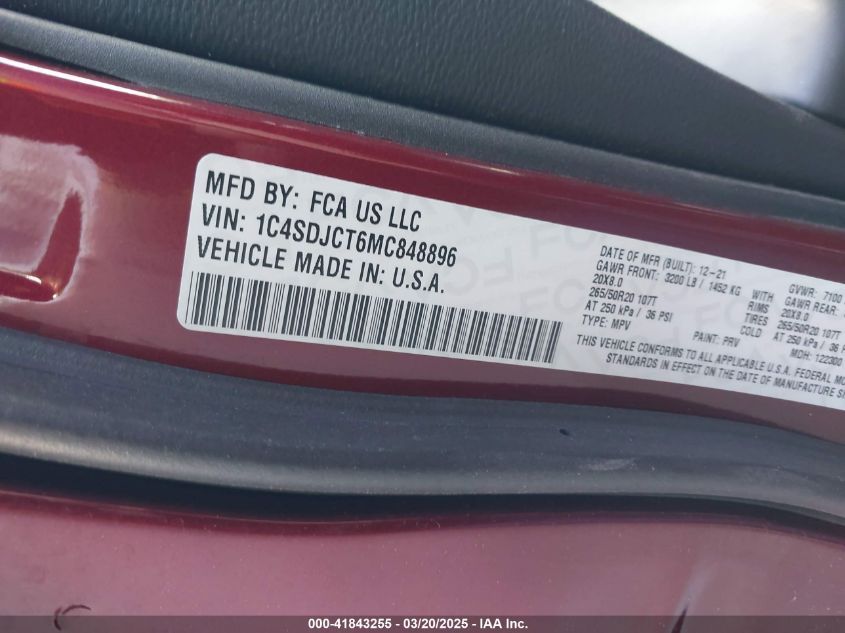 MFD BY: FCA US LLC
VIN: 1C4SDJCT6MC848896
VEHICLE MADE IN: U.S.A.
DATE OF MFR (BUILT): 12-21
GAWR FRONT: 3200 LB / 1452 KG WITH
20X8.0 RIMS
265/50R20 107T TIRES
AT 250 kPa / 36 PSI COLD
TYPE: MPV PAINT: PRV
GVWR: 7100
GAWR REAR:
20X8.0
265/50R20 107T
AT 250 kPa / 36
MDH: 122300
THIS VEHICLE CONFORMS TO ALL APPLICABLE U.S.A. FEDERAL
STANDARDS IN EFFECT ON THE DATE OF MANUFACTURE
000-41843255 — 03/20/2025 - IAA Inc.